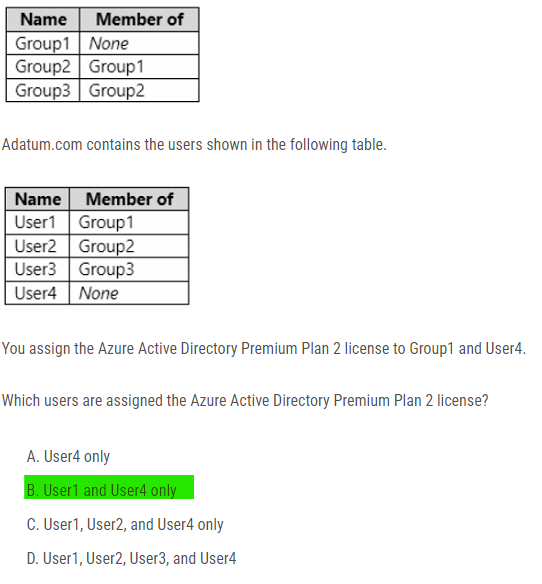 Name Member of
Group1 None
Group2 Group1
Group3 Group2
Adatum.com contains the users shown in the following table.
Name Member of
User1 Group1
User2 Group2
User3 Group3
User4 None
You assign the Azure Active Directory Premium Plan 2 license to Group1 and User4.
Which users are assigned the Azure Active Directory Premium Plan 2 license?
A. User4 only
B. User1 and User4 only
C. User1, User2, and User4 only
D. User1, User2, User3, and User4